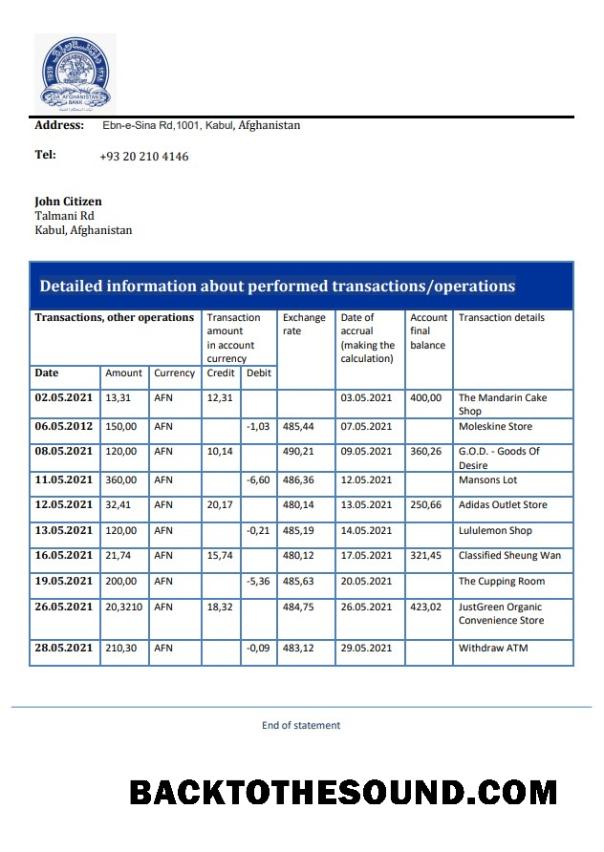 DA AFGHANISTAN
BANK
Address: Ebn-e-Sina Rd,1001, Kabul, Afghanistan
Tel: +93 20 210 4146
John Citizen
Talmani Rd
Kabul, Afghanistan
Detailed information about performed transactions/operations
Transactions, other operations Transaction amount in account currency Exchange rate Date of accrual (making the calculation) Account final balance Transaction details
Date Amount Currency Credit Debit
02.05.2021 13,31 AFN 12,31 03.05.2021 400,00 The Mandarin Cake Shop
06.05.2012 150,00 AFN -1,03 485,44 07.05.2021 Moleskine Store
08.05.2021 120,00 AFN 10,14 490,21 09.05.2021 360,26 G.O.D. - Goods Of Desire
11.05.2021 360,00 AFN -6,60 486,36 12.05.2021 Mansons Lot
12.05.2021 32,41 AFN 20,17 480,14 13.05.2021 250,66 Adidas Outlet Store
13.05.2021 120,00 AFN -0,21 485,19 14.05.2021 Lululemon Shop
16.05.2021 21,74 AFN 15,74 480,12 17.05.2021 321,45 Classified Sheung Wan
19.05.2021 200,00 AFN -5,36 485,63 20.05.2021 The Cupping Room
26.05.2021 20,3210 AFN 18,32 484,75 26.05.2021 423,02 JustGreen Organic Convenience Store
28.05.2021 210,30 AFN -0,09 483,12 29.05.2021 Withdraw ATM
End of statement
BACKTOTHESOUND.COM